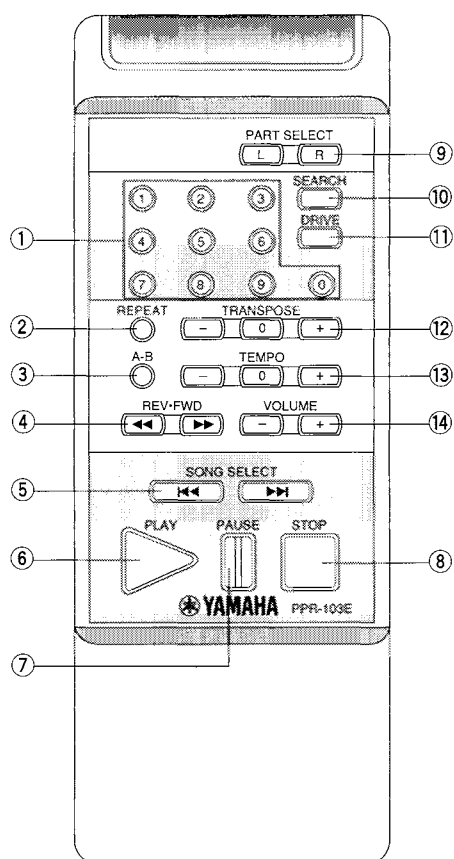 PART SELECT
L R ⑨
SEARCH
⑩
1 2 3
DRIVE
① ⑪
4 5 6
7 8 9 0
REPEAT TRANSPOSE
② − 0 + ⑫
A-B TEMPO
③ − 0 + ⑬
REV•FWD VOLUME
④ ◀◀ ▶▶ − + ⑭
SONG SELECT
⑤ |◀◀ ▶▶|
PLAY PAUSE STOP
⑥ ⑧
YAMAHA PPR-103E
⑦